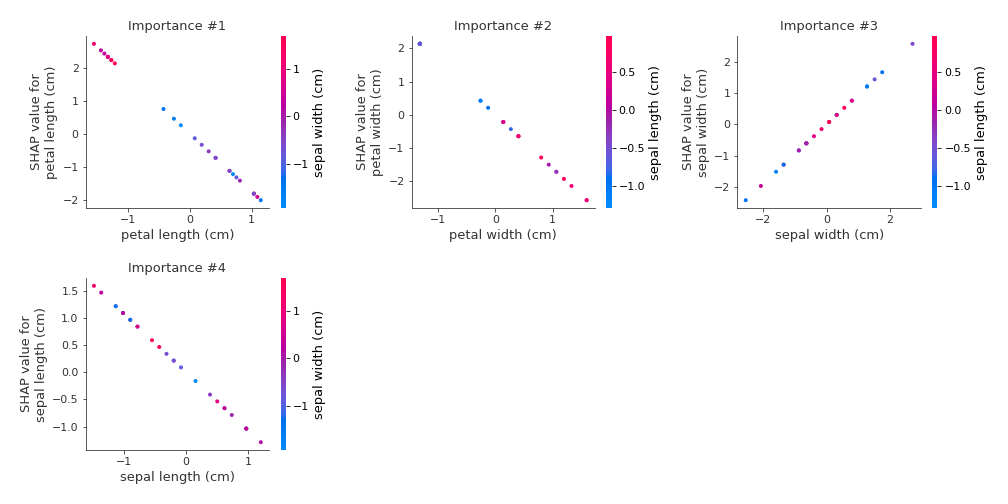 Importance #1
SHAP value for
petal length (cm)
2
1
0
−1
−2
−1
0
1
petal length (cm)
1
0
−1
sepal width (cm)
Importance #2
SHAP value for
petal width (cm)
2
1
0
−1
−2
−1
0
1
petal width (cm)
0.5
0.0
−0.5
−1.0
sepal length (cm)
Importance #3
SHAP value for
sepal width (cm)
2
1
0
−1
−2
−2
0
2
sepal width (cm)
0.5
0.0
−0.5
−1.0
sepal length (cm)
Importance #4
SHAP value for
sepal length (cm)
1.5
1.0
0.5
0.0
−0.5
−1.0
−1
0
1
sepal length (cm)
1
0
−1
sepal width (cm)